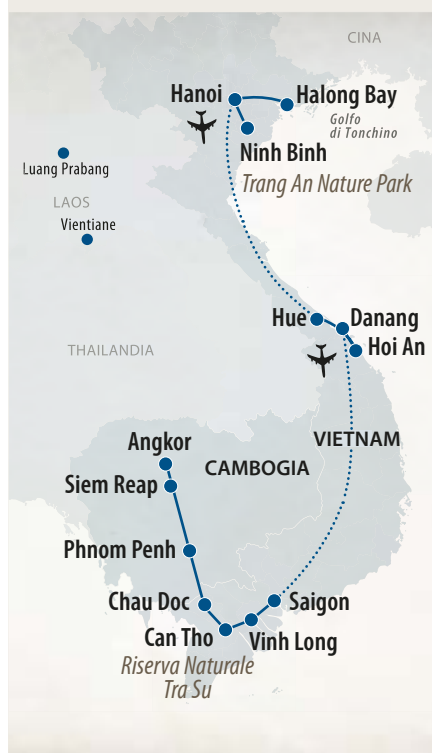 CINA
Hanoi
Halong Bay
Golfo
di Tonchino
Ninh Binh
Trang An Nature Park
Luang Prabang
LAOS
Vientiane
Hue
Danang
Hoi An
THAILANDIA
VIETNAM
Angkor
CAMBOGIA
Siem Reap
Phnom Penh
Chau Doc
Saigon
Can Tho
Vinh Long
Riserva Naturale
Tra Su